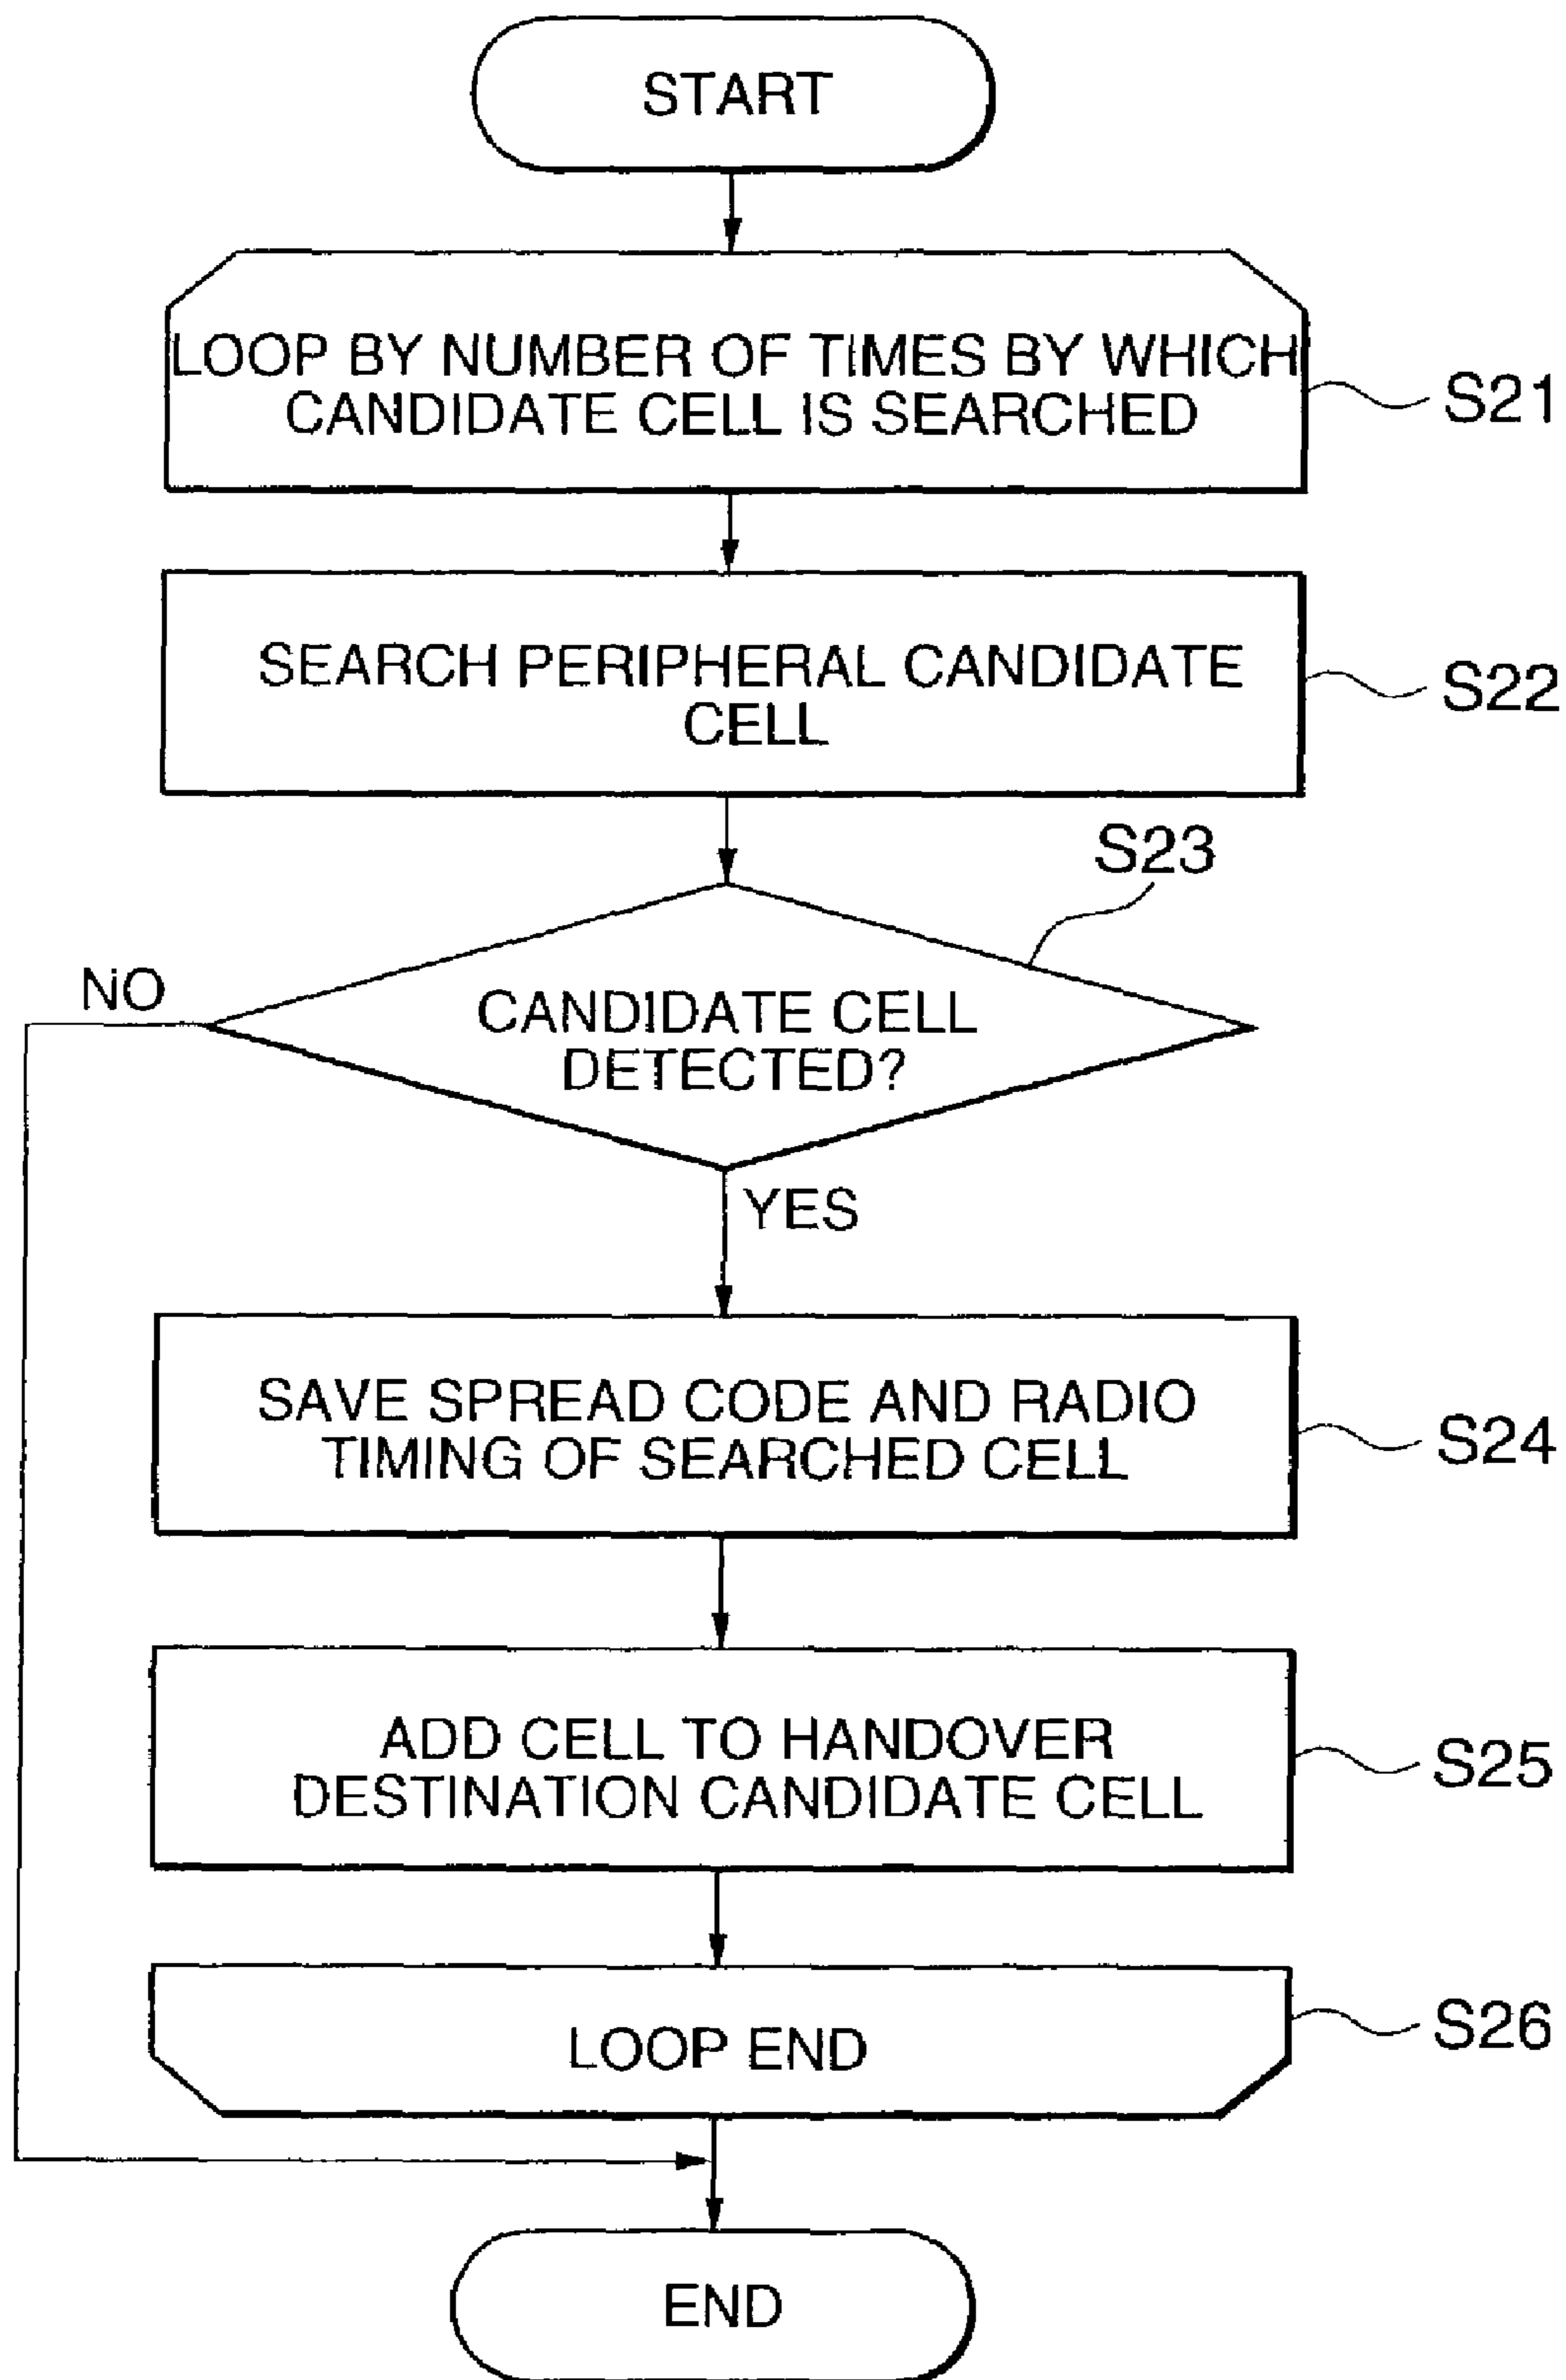 START
LOOP BY NUMBER OF TIMES BY WHICH
CANDIDATE CELL IS SEARCHED
S21
SEARCH PERIPHERAL CANDIDATE
CELL
S22
S23
NO
CANDIDATE CELL
DETECTED?
YES
SAVE SPREAD CODE AND RADIO
TIMING OF SEARCHED CELL
S24
ADD CELL TO HANDOVER
DESTINATION CANDIDATE CELL
S25
LOOP END
S26
END